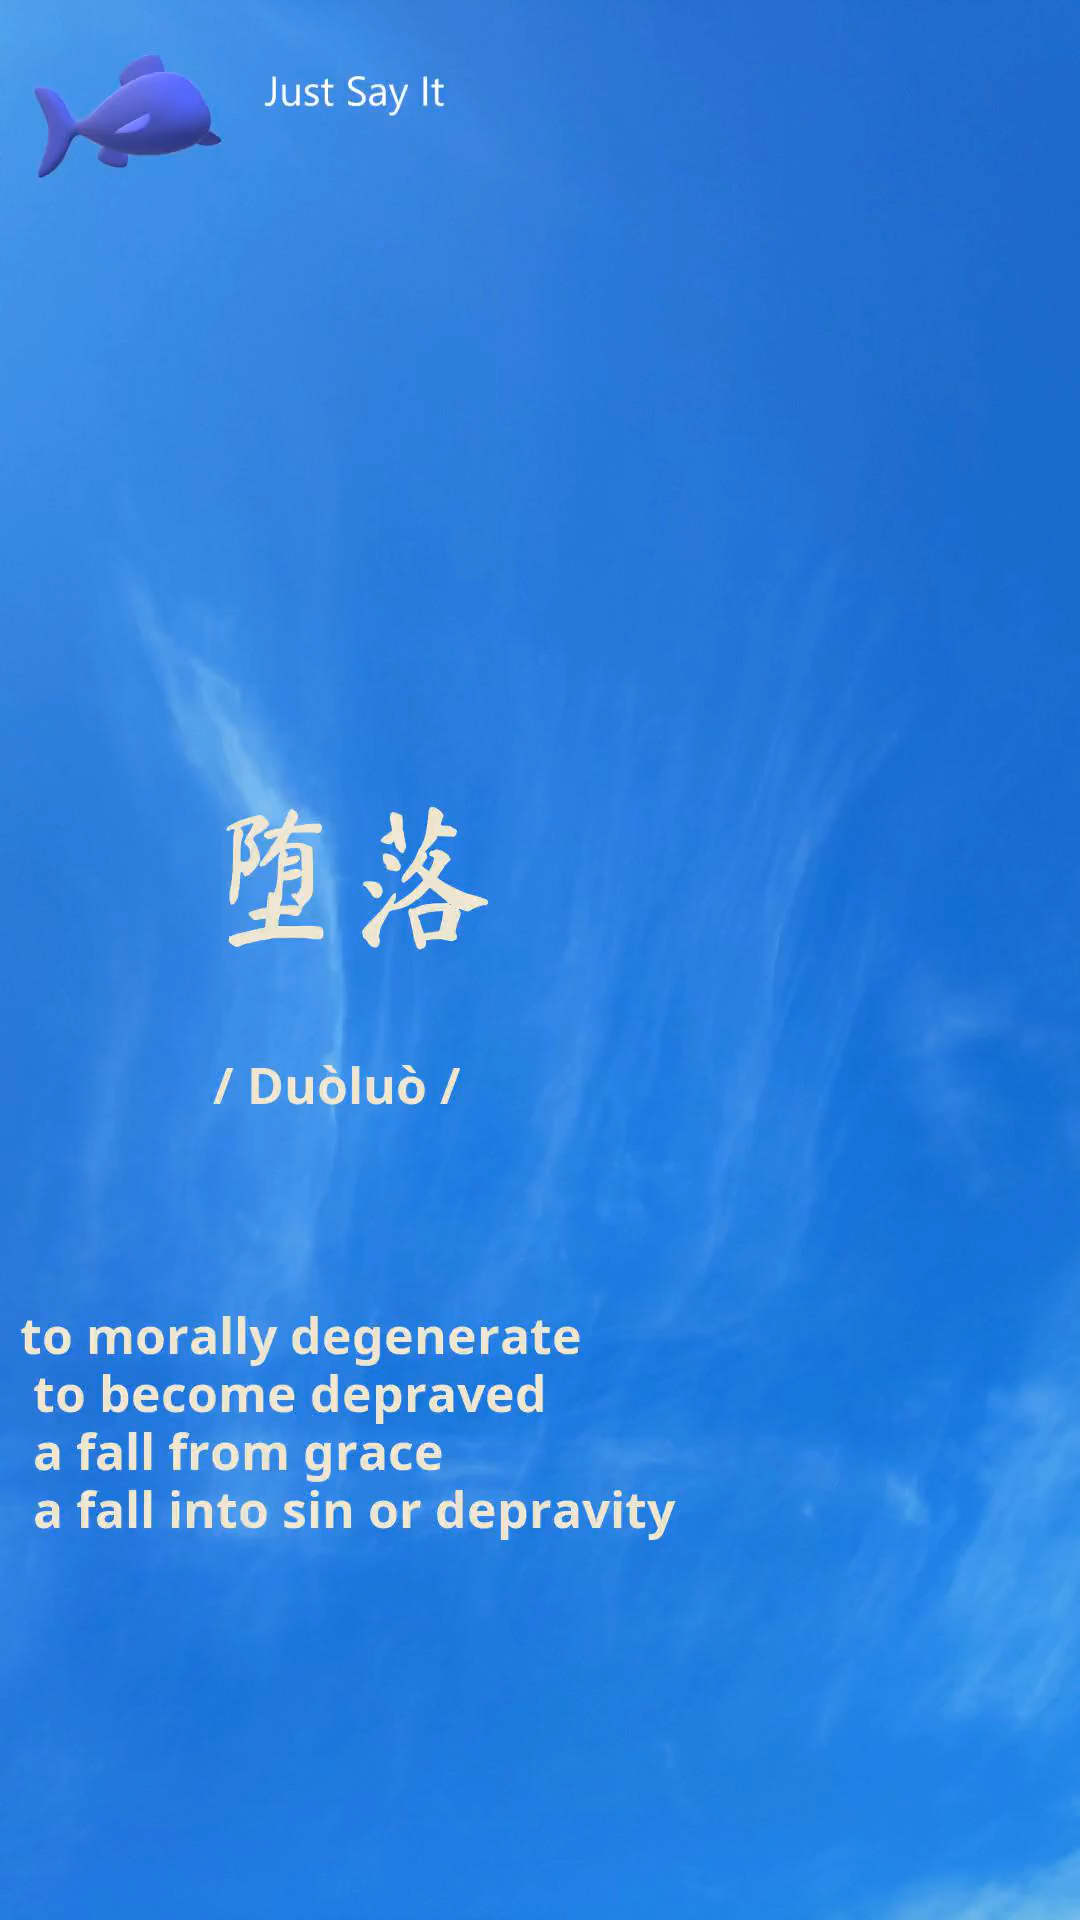 Just Say It
堕落
/ Duòluò /
to morally degenerate
to become depraved
a fall from grace
a fall into sin or depravity